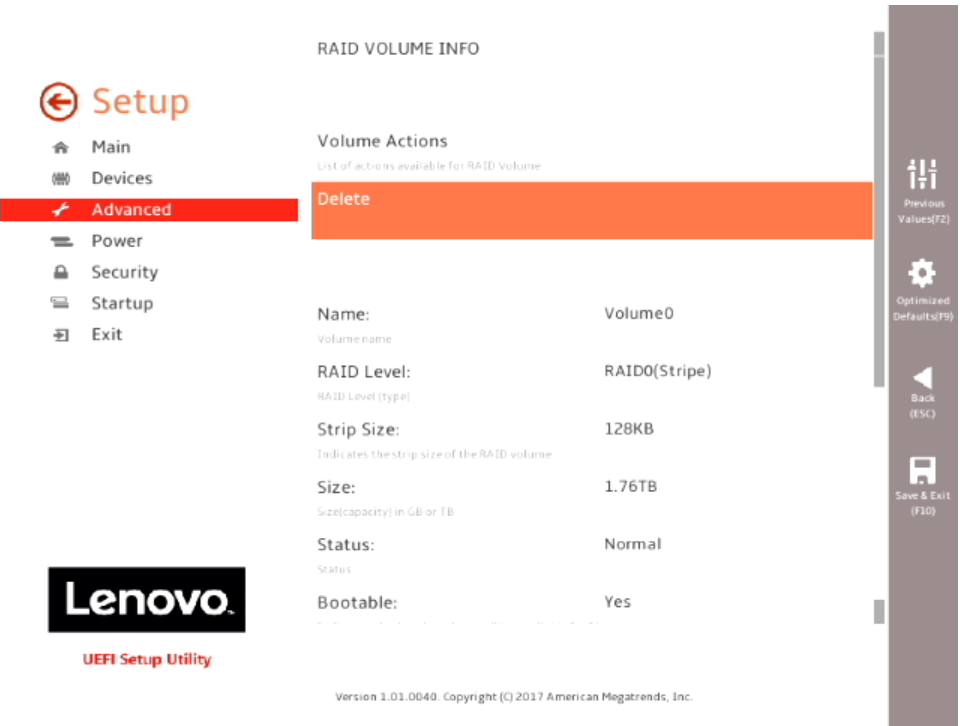 RAID VOLUME INFO
Setup
Main
Devices
Advanced
Power
Security
Startup
Exit
Volume Actions
List of actions available for RAID Volume
Delete
Name: Volume0
Volume name
RAID Level: RAID0(Stripe)
RAID Level (type)
Strip Size: 128KB
Indicates the strip size of the RAID volume
Size: 1.76TB
Size(capacity) in GB or TB
Status: Normal
Status
Bootable: Yes
Previous
Values(F2)
Optimized
Defaults(F9)
Back
(ESC)
Save & Exit
(F10)
Lenovo.
UEFI Setup Utility
Version 1.01.0040. Copyright (C) 2017 American Megatrends, Inc.